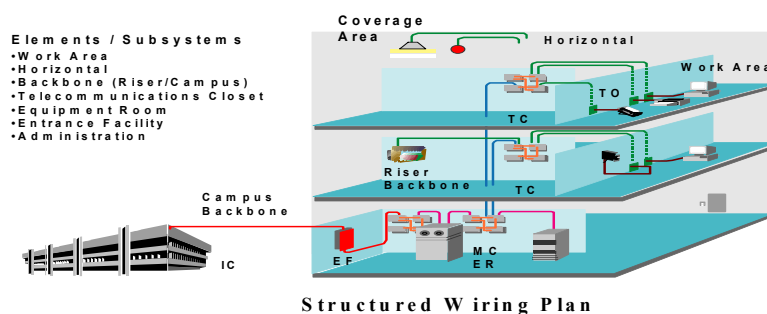 Elements / Subsystems
•Work Area
•Horizontal
•Backbone (Riser/Campus)
•Telecommunications Closet
•Equipment Room
•Entrance Facility
•Administration
Coverage
Area
Horizontal
Work Area
TO
TC
Riser
Backbone
TC
Campus
Backbone
IC
EF
MC
ER
Structured Wiring Plan